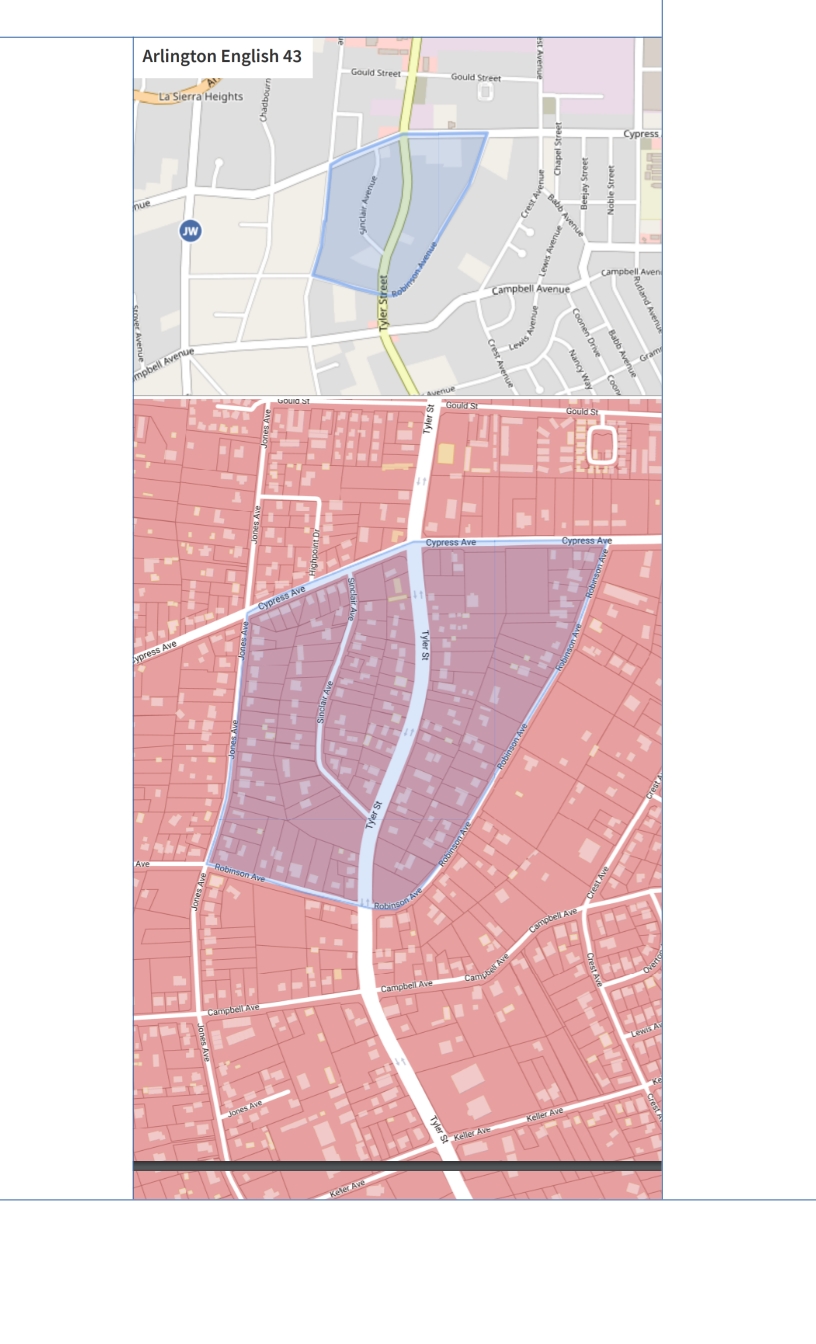 Arlington English 43
Gould Street
Gould Street
La Sierra Heights
Chadbourn
Cypress
Chapel Street
Beejay Street
Noble Street
Sinclair Avenue
Crest Avenue
Babb Avenue
nue
JW
Lewis Avenue
Robinson Avenue
Campbell Avenue
Campbell Aven
Tyler Street
Rutland Avenue
Stover Avenue
Lewis Avenue
Coonen Drive
Babb Avenue
Gram
mpbell Avenue
Crest Avenue
Nancy Way
Coon
Avenue
Gould St
Gould St
Gould St
Tyler St
Jones Ave
Jones Ave
Highpoint Dr
Cypress Ave
Cypress Ave
Cypress Ave
Sinclair Ave
Robinson Ave
Jones Ave
Cypress Ave
Tyler St
Robinson Ave
Sinclair Ave
Jones Ave
Robinson Ave
Crest A
Tyler St
Robinson Ave
Ave
Robinson Ave
Jones Ave
Robinson Ave
Crest Ave
Campbell Ave
Crest Ave
Campbell Ave
Overto
Campbell Ave
Campbell Ave
Lewis Av
Jones Ave
Ke
Jones Ave
Keller Ave
Crest A
Tyler St
Keller Ave
Keller Ave